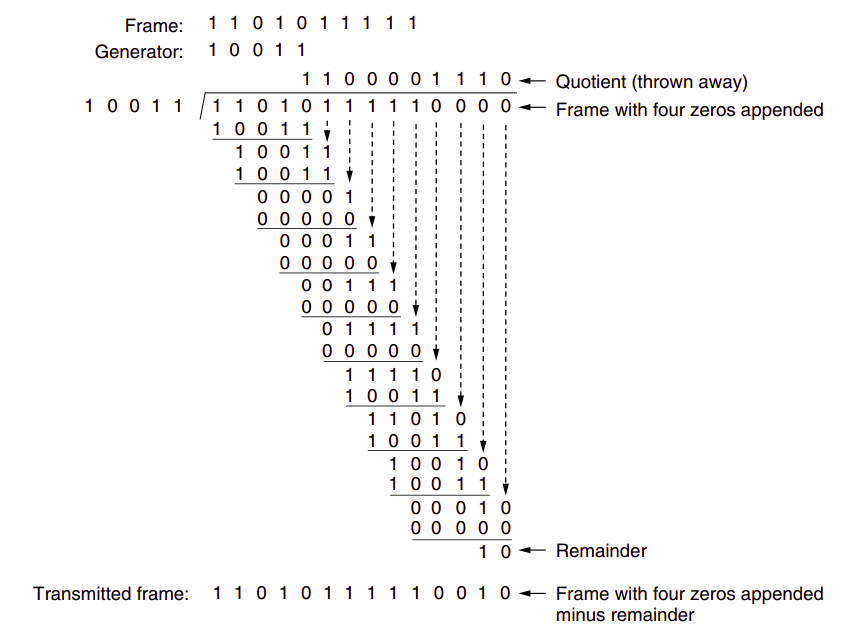 Frame: 1 1 0 1 0 1 1 1 1 1
Generator: 1 0 0 1 1
1 1 0 0 0 0 1 1 1 0 Quotient (thrown away)
1 0 0 1 1 1 1 0 1 0 1 1 1 1 1 0 0 0 0 Frame with four zeros appended
1 0 0 1 1
1 0 0 1 1
1 0 0 1 1
0 0 0 0 1
0 0 0 0 0
0 0 0 1 1
0 0 0 0 0
0 0 1 1 1
0 0 0 0 0
0 1 1 1 1
0 0 0 0 0
1 1 1 1 0
1 0 0 1 1
1 1 0 1 0
1 0 0 1 1
1 0 0 1 0
1 0 0 1 1
0 0 0 1 0
0 0 0 0 0
1 0 Remainder
Transmitted frame: 1 1 0 1 0 1 1 1 1 1 0 0 1 0 Frame with four zeros appended
minus remainder